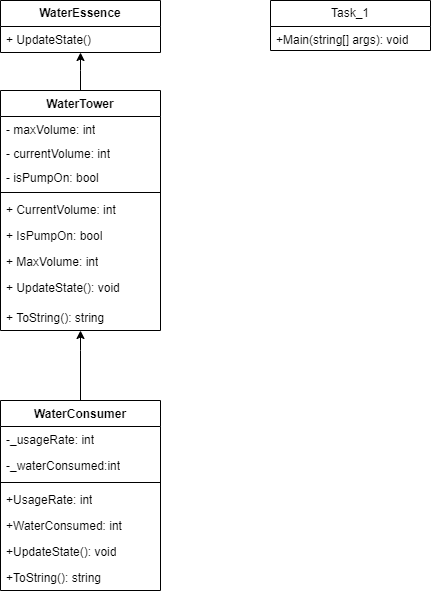 WaterEssence
+ UpdateState()
Task_1
+Main(string[] args): void
WaterTower
- maxVolume: int
- currentVolume: int
- isPumpOn: bool
+ CurrentVolume: int
+ IsPumpOn: bool
+ MaxVolume: int
+ UpdateState(): void
+ ToString(): string
WaterConsumer
-_usageRate: int
-_waterConsumed:int
+UsageRate: int
+WaterConsumed: int
+UpdateState(): void
+ToString(): string